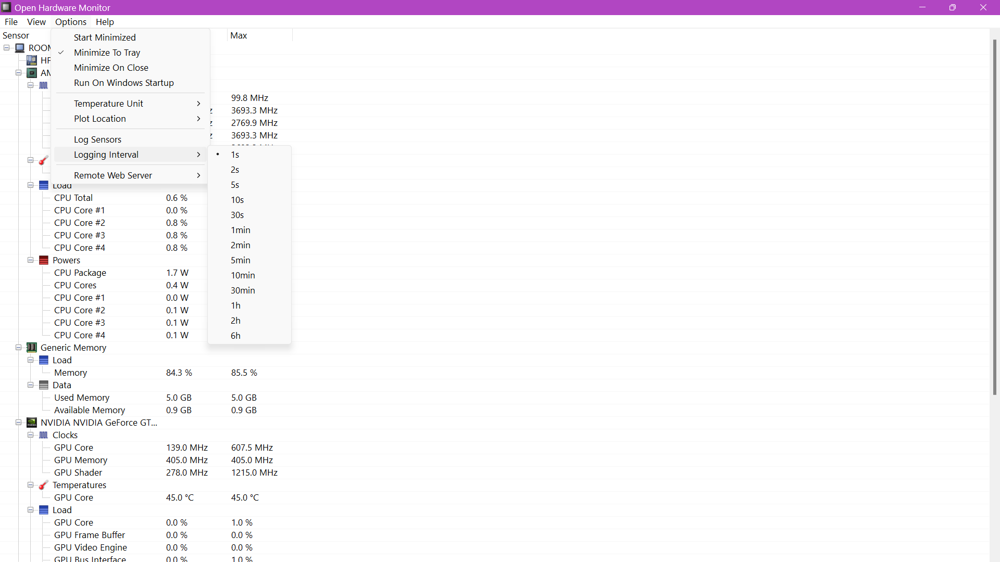 Open Hardware Monitor
File View Options Help
Sensor Max
Start Minimized
ROOM
Minimize To Tray
HP
Minimize On Close
AM
Run On Windows Startup
99.8 MHz
Temperature Unit
3693.3 MHz
Plot Location
2769.9 MHz
3693.3 MHz
Log Sensors
Logging Interval
1s
2s
Remote Web Server
5s
10s
30s
1min
2min
5min
10min
30min
1h
2h
6h
Load
CPU Total 0.6 %
CPU Core #1 0.0 %
CPU Core #2 0.8 %
CPU Core #3 0.8 %
CPU Core #4 0.8 %
Powers
CPU Package 1.7 W
CPU Cores 0.4 W
CPU Core #1 0.0 W
CPU Core #2 0.1 W
CPU Core #3 0.1 W
CPU Core #4 0.1 W
Generic Memory
Load
Memory 84.3 % 85.5 %
Data
Used Memory 5.0 GB 5.0 GB
Available Memory 0.9 GB 0.9 GB
NVIDIA NVIDIA GeForce GT...
Clocks
GPU Core 139.0 MHz 607.5 MHz
GPU Memory 405.0 MHz 405.0 MHz
GPU Shader 278.0 MHz 1215.0 MHz
Temperatures
GPU Core 45.0 °C 45.0 °C
Load
GPU Core 0.0 % 1.0 %
GPU Frame Buffer 0.0 % 0.0 %
GPU Video Engine 0.0 % 0.0 %
GPU Bus Interface 0.0 % 1.0 %